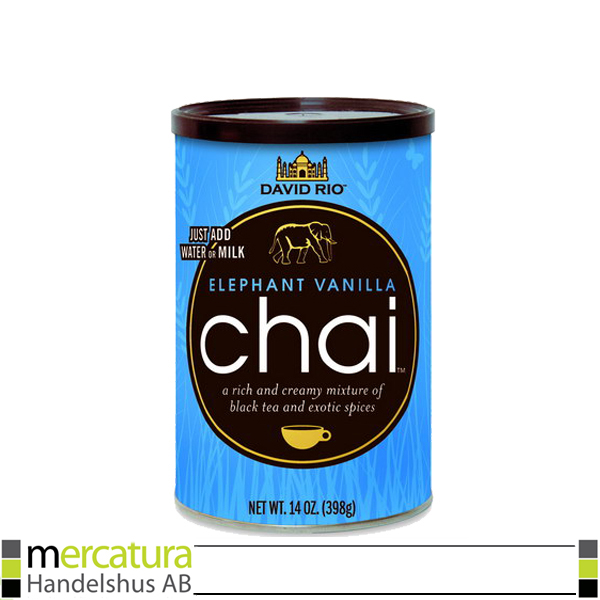 DAVID RIO™
JUST ADD
WATER OR MILK
ELEPHANT VANILLA
chai™
a rich and creamy mixture of
black tea and exotic spices
NET WT. 14 OZ. (398g)
mercatura
Handelshus AB